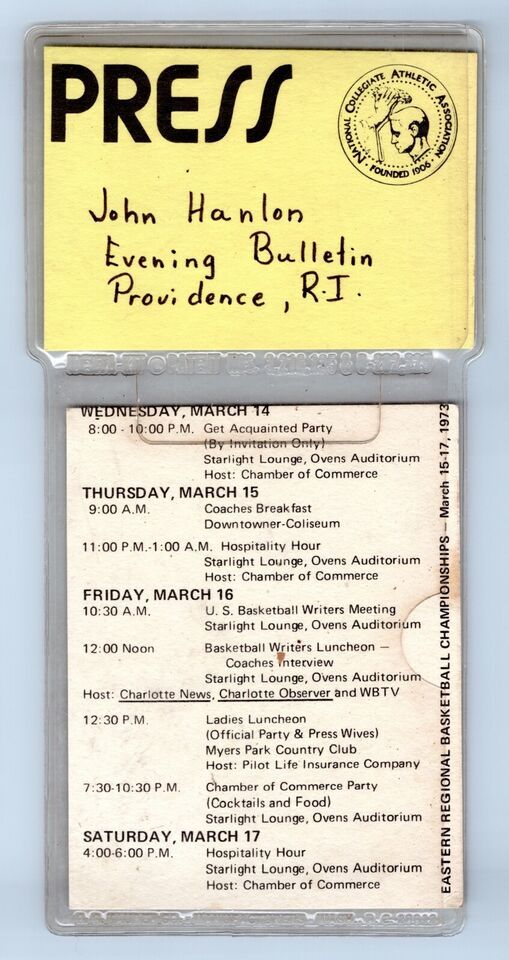 PRESS
NATIONAL COLLEGIATE ATHLETIC ASSOCIATION
· FOUNDED 1906 ·
John Hanlon
Evening Bulletin
Providence, R.I.
WEDNESDAY, MARCH 14
8:00 - 10:00 P.M. Get Acquainted Party
(By Invitation Only)
Starlight Lounge, Ovens Auditorium
Host: Chamber of Commerce
THURSDAY, MARCH 15
9:00 A.M. Coaches Breakfast
Downtowner-Coliseum
11:00 P.M.-1:00 A.M. Hospitality Hour
Starlight Lounge, Ovens Auditorium
Host: Chamber of Commerce
FRIDAY, MARCH 16
10:30 A.M. U. S. Basketball Writers Meeting
Starlight Lounge, Ovens Auditorium
12:00 Noon Basketball Writers Luncheon –
Coaches Interview
Starlight Lounge, Ovens Auditorium
Host: Charlotte News, Charlotte Observer and WBTV
12:30 P.M. Ladies Luncheon
(Official Party & Press Wives)
Myers Park Country Club
Host: Pilot Life Insurance Company
7:30-10:30 P.M. Chamber of Commerce Party
(Cocktails and Food)
Starlight Lounge, Ovens Auditorium
SATURDAY, MARCH 17
4:00-6:00 P.M. Hospitality Hour
Starlight Lounge, Ovens Auditorium
Host: Chamber of Commerce
EASTERN REGIONAL BASKETBALL CHAMPIONSHIPS – March 15-17, 1973